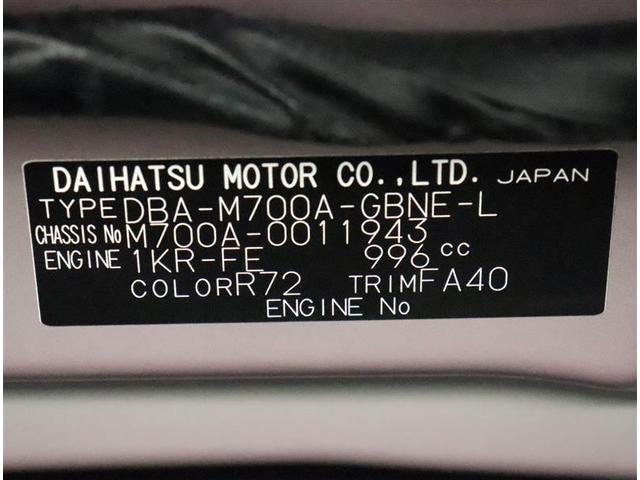 DAIHATSU MOTOR CO.,LTD. JAPAN
TYPE DBA-M700A-GBNE-L
CHASSIS No M700A-0011943
ENGINE 1KR-FE 996 cc
COLOR R72 TRIM FA40
ENGINE No